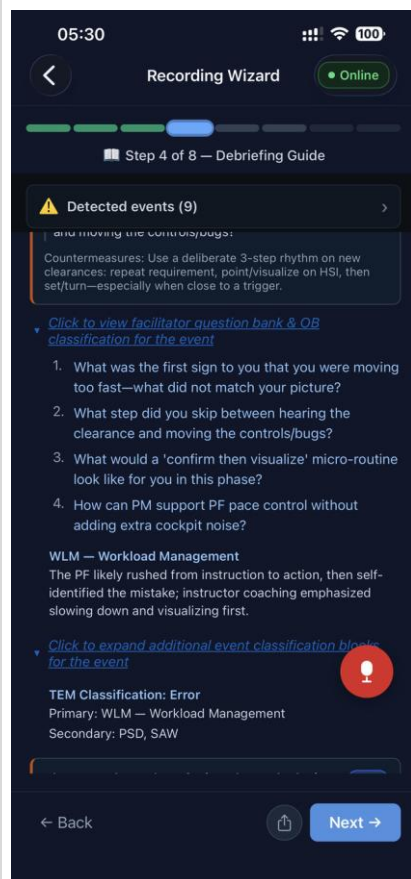 05:30
100
Recording Wizard
Online
Step 4 of 8 — Debriefing Guide
Detected events (9)
and moving the controls/bugs?
Countermeasures: Use a deliberate 3-step rhythm on new
clearances: repeat requirement, point/visualize on HSI, then
set/turn—especially when close to a trigger.
Click to view facilitator question bank & OB
classification for the event
1. What was the first sign to you that you were moving
too fast—what did not match your picture?
2. What step did you skip between hearing the
clearance and moving the controls/bugs?
3. What would a 'confirm then visualize' micro-routine
look like for you in this phase?
4. How can PM support PF pace control without
adding extra cockpit noise?
WLM — Workload Management
The PF likely rushed from instruction to action, then self-
identified the mistake; instructor coaching emphasized
slowing down and visualizing first.
Click to expand additional event classification blocks
for the event
TEM Classification: Error
Primary: WLM — Workload Management
Secondary: PSD, SAW
← Back
Next →